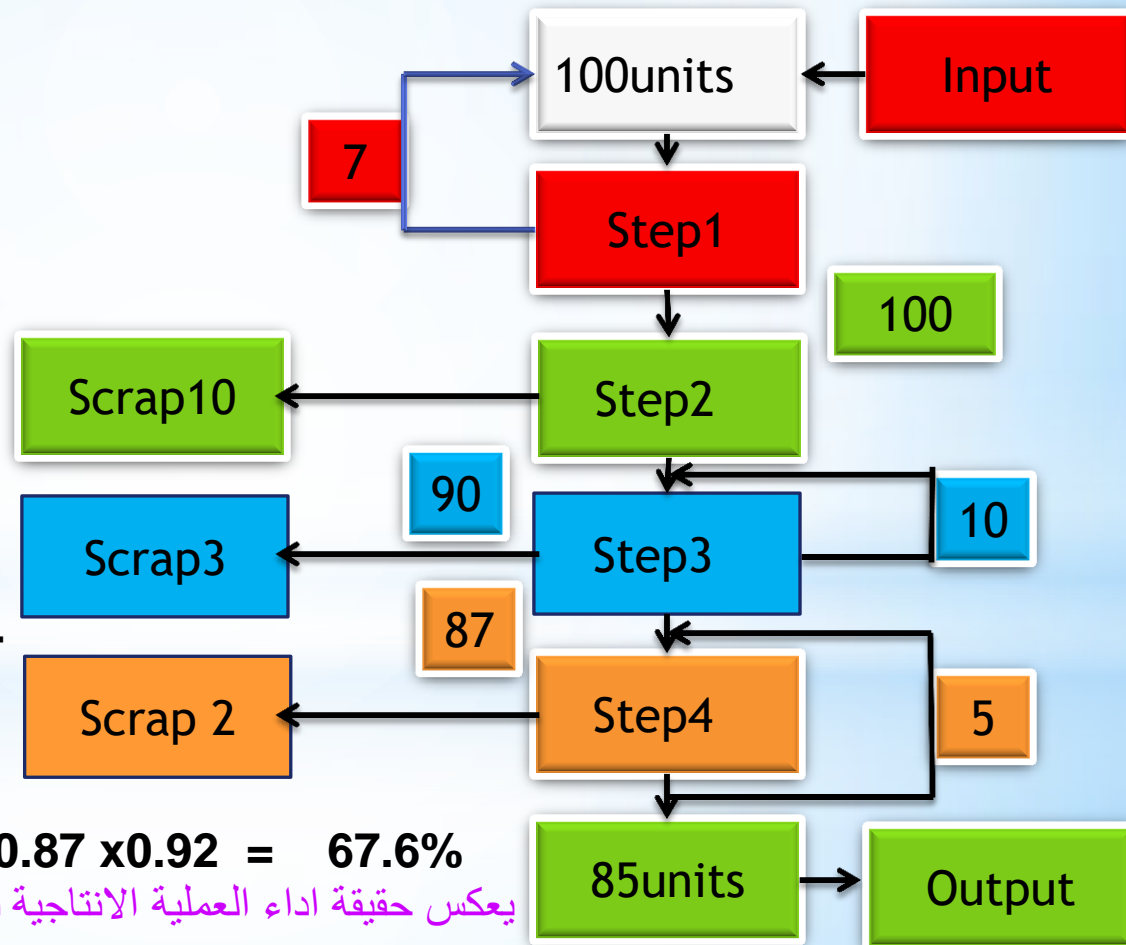 100units
Input
7
Step1
100
Scrap10
Step2
90
10
Scrap3
Step3
87
Scrap 2
Step4
5
0.87 x0.92 = 67.6%
يعكس حقيقة اداء العملية الانتاجية
85units
Output